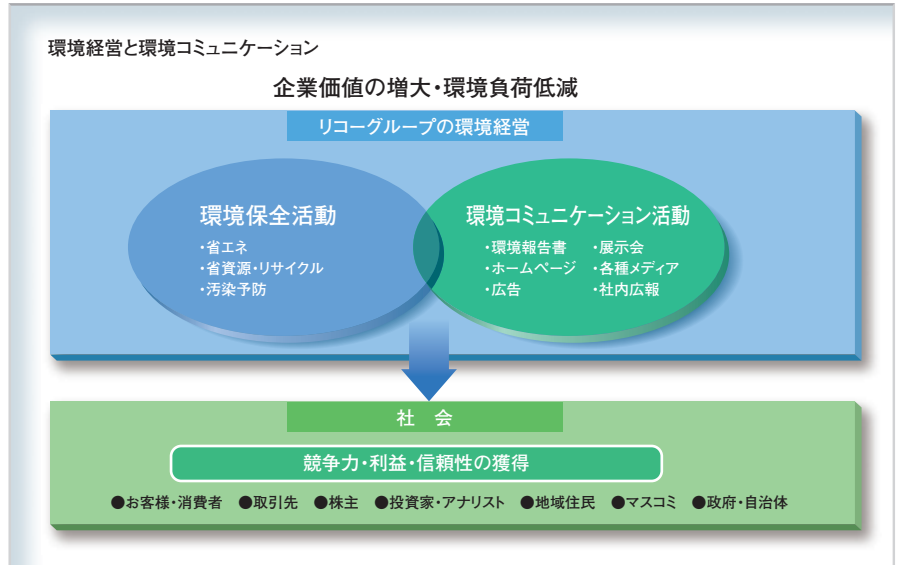 環境経営と環境コミュニケーション
企業価値の増大・環境負荷低減
リコーグループの環境経営
環境保全活動
・省エネ
・省資源・リサイクル
・汚染予防
環境コミュニケーション活動
・環境報告書 ・展示会
・ホームページ ・各種メディア
・広告 ・社内広報
社 会
競争力・利益・信頼性の獲得
●お客様・消費者 ●取引先 ●株主 ●投資家・アナリスト ●地域住民 ●マスコミ ●政府・自治体